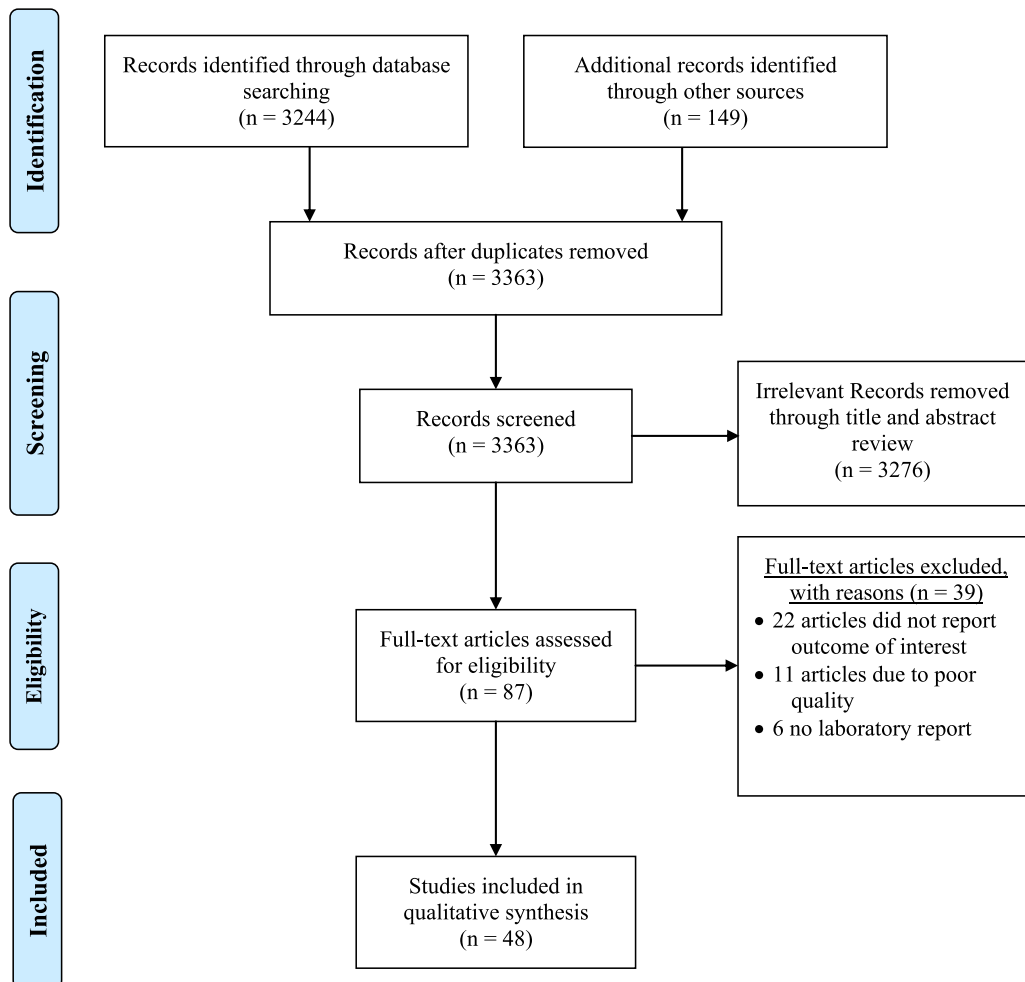 Identification
Records identified through database
searching
(n = 3244)
Additional records identified
through other sources
(n = 149)
Records after duplicates removed
(n = 3363)
Screening
Records screened
(n = 3363)
Irrelevant Records removed
through title and abstract
review
(n = 3276)
Eligibility
Full-text articles assessed
for eligibility
(n = 87)
Full-text articles excluded,
with reasons (n = 39)
• 22 articles did not report
outcome of interest
• 11 articles due to poor
quality
• 6 no laboratory report
Included
Studies included in
qualitative synthesis
(n = 48)